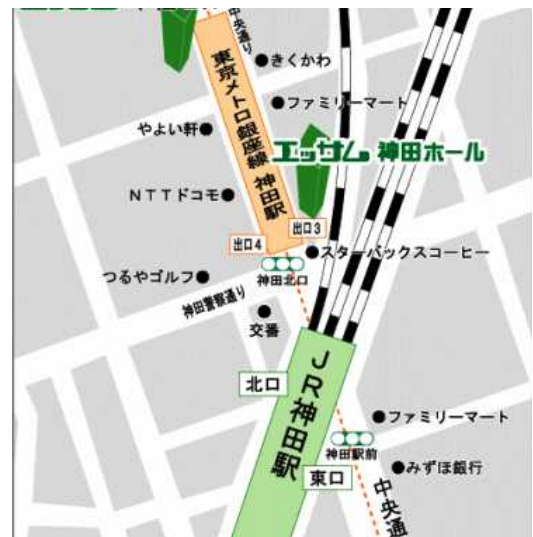 中央通り
きくかわ
東京メトロ銀座線 神田駅
ファミリーマート
やよい軒
エッサム 神田ホール
NTTドコモ
出口3
出口4
スターバックスコーヒー
神田北口
つるやゴルフ
神田警察通り
交番
JR神田駅
北口
ファミリーマート
神田駅前
みずほ銀行
東口
中央通